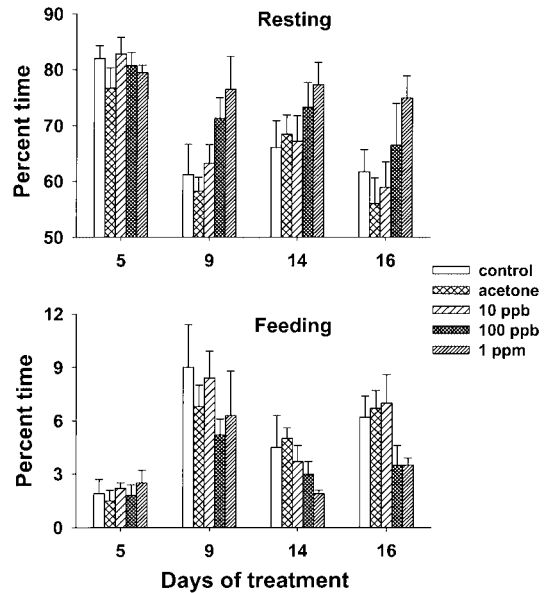 Resting
Percent time
90
80
70
60
50
5 9 14 16
control
acetone
10 ppb
100 ppb
1 ppm
Feeding
Percent time
12
9
6
3
0
5 9 14 16
Days of treatment